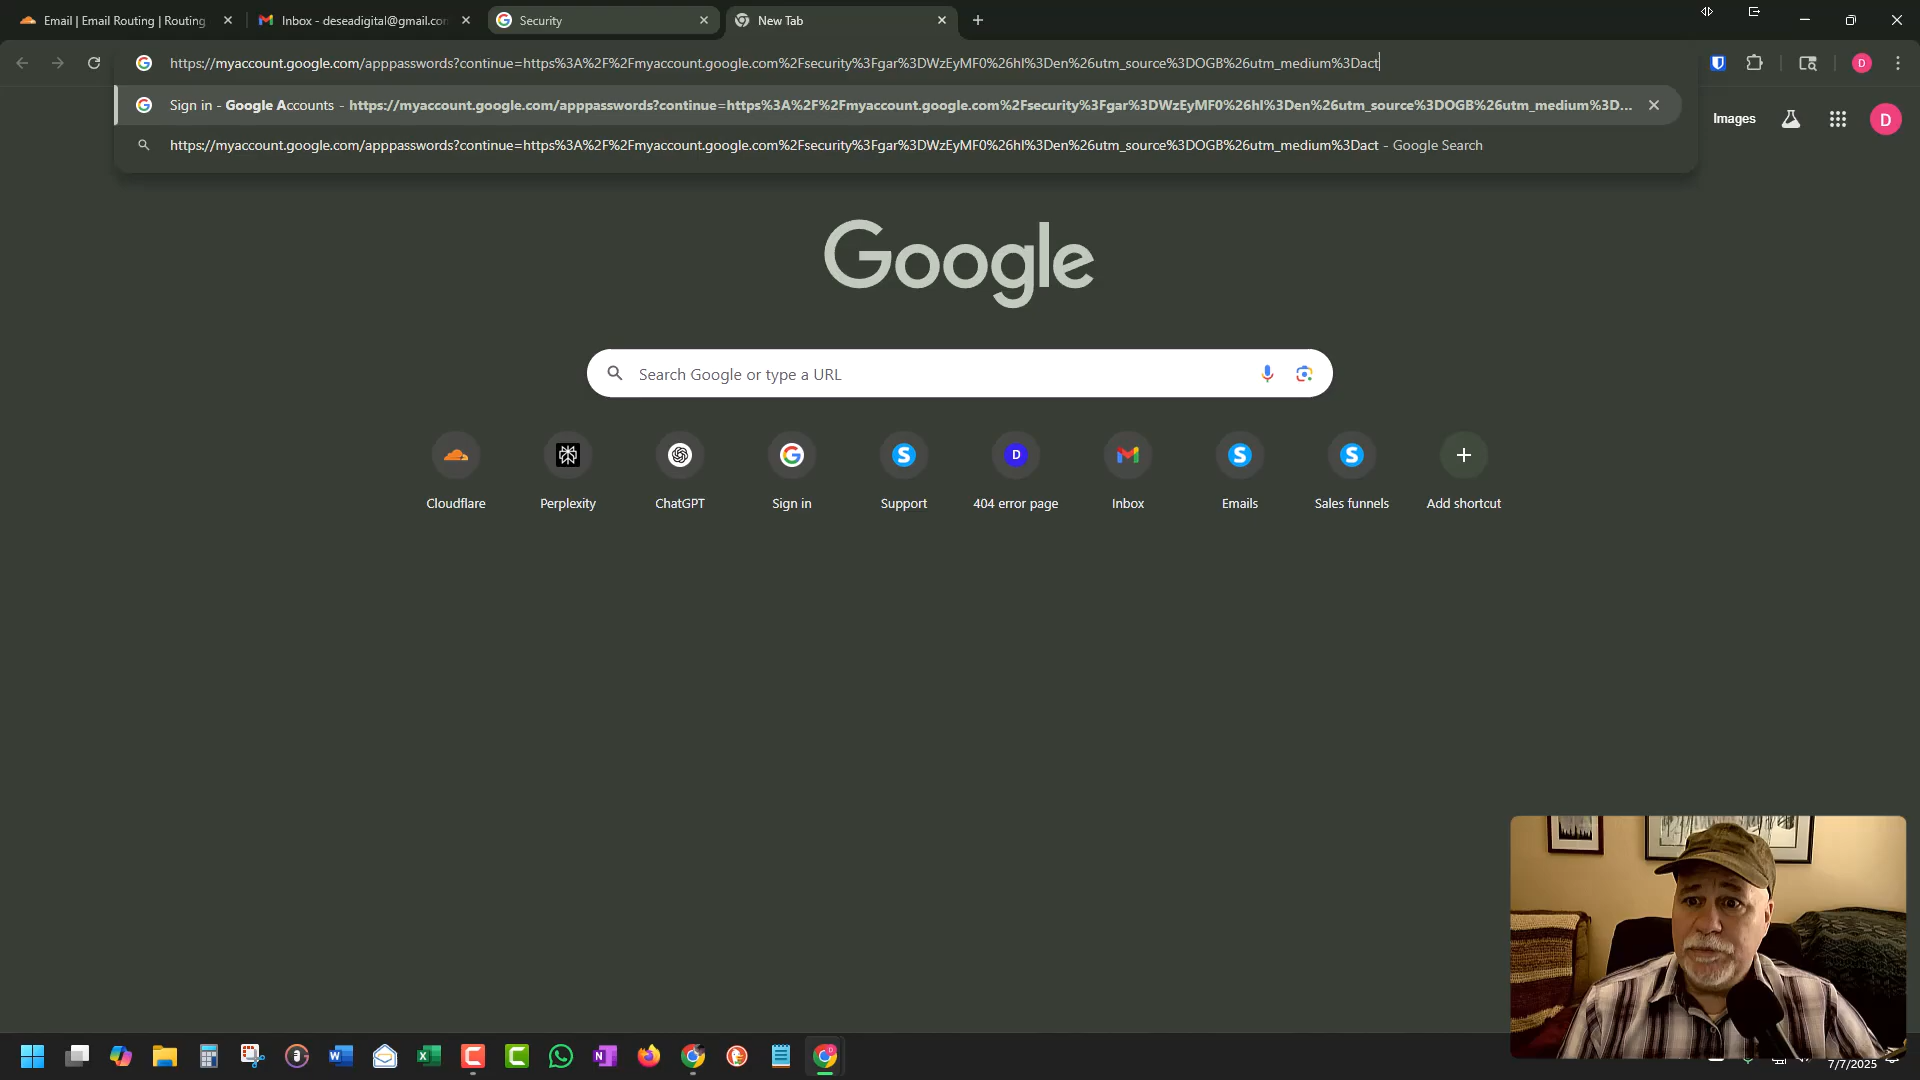 Email | Email Routing | Routing
Inbox - deseadigital@gmail.con
Security
New Tab
https://myaccount.google.com/apppasswords?continue=https%3A%2F%2Fmyaccount.google.com%2Fsecurity%3Fgar%3DWzEyMF0%26hl%3Den%26utm_source%3DOGB%26utm_medium%3Dact
D
Sign in - Google Accounts - https://myaccount.google.com/apppasswords?continue=https%3A%2F%2Fmyaccount.google.com%2Fsecurity%3Fgar%3DWzEyMF0%26hl%3Den%26utm_source%3DOGB%26utm_medium%3D...
Images
D
https://myaccount.google.com/apppasswords?continue=https%3A%2F%2Fmyaccount.google.com%2Fsecurity%3Fgar%3DWzEyMF0%26hl%3Den%26utm_source%3DOGB%26utm_medium%3Dact - Google Search
Google
Search Google or type a URL
S
D
S
S
Cloudflare
Perplexity
ChatGPT
Sign in
Support
404 error page
Inbox
Emails
Sales funnels
Add shortcut
7/7/2025